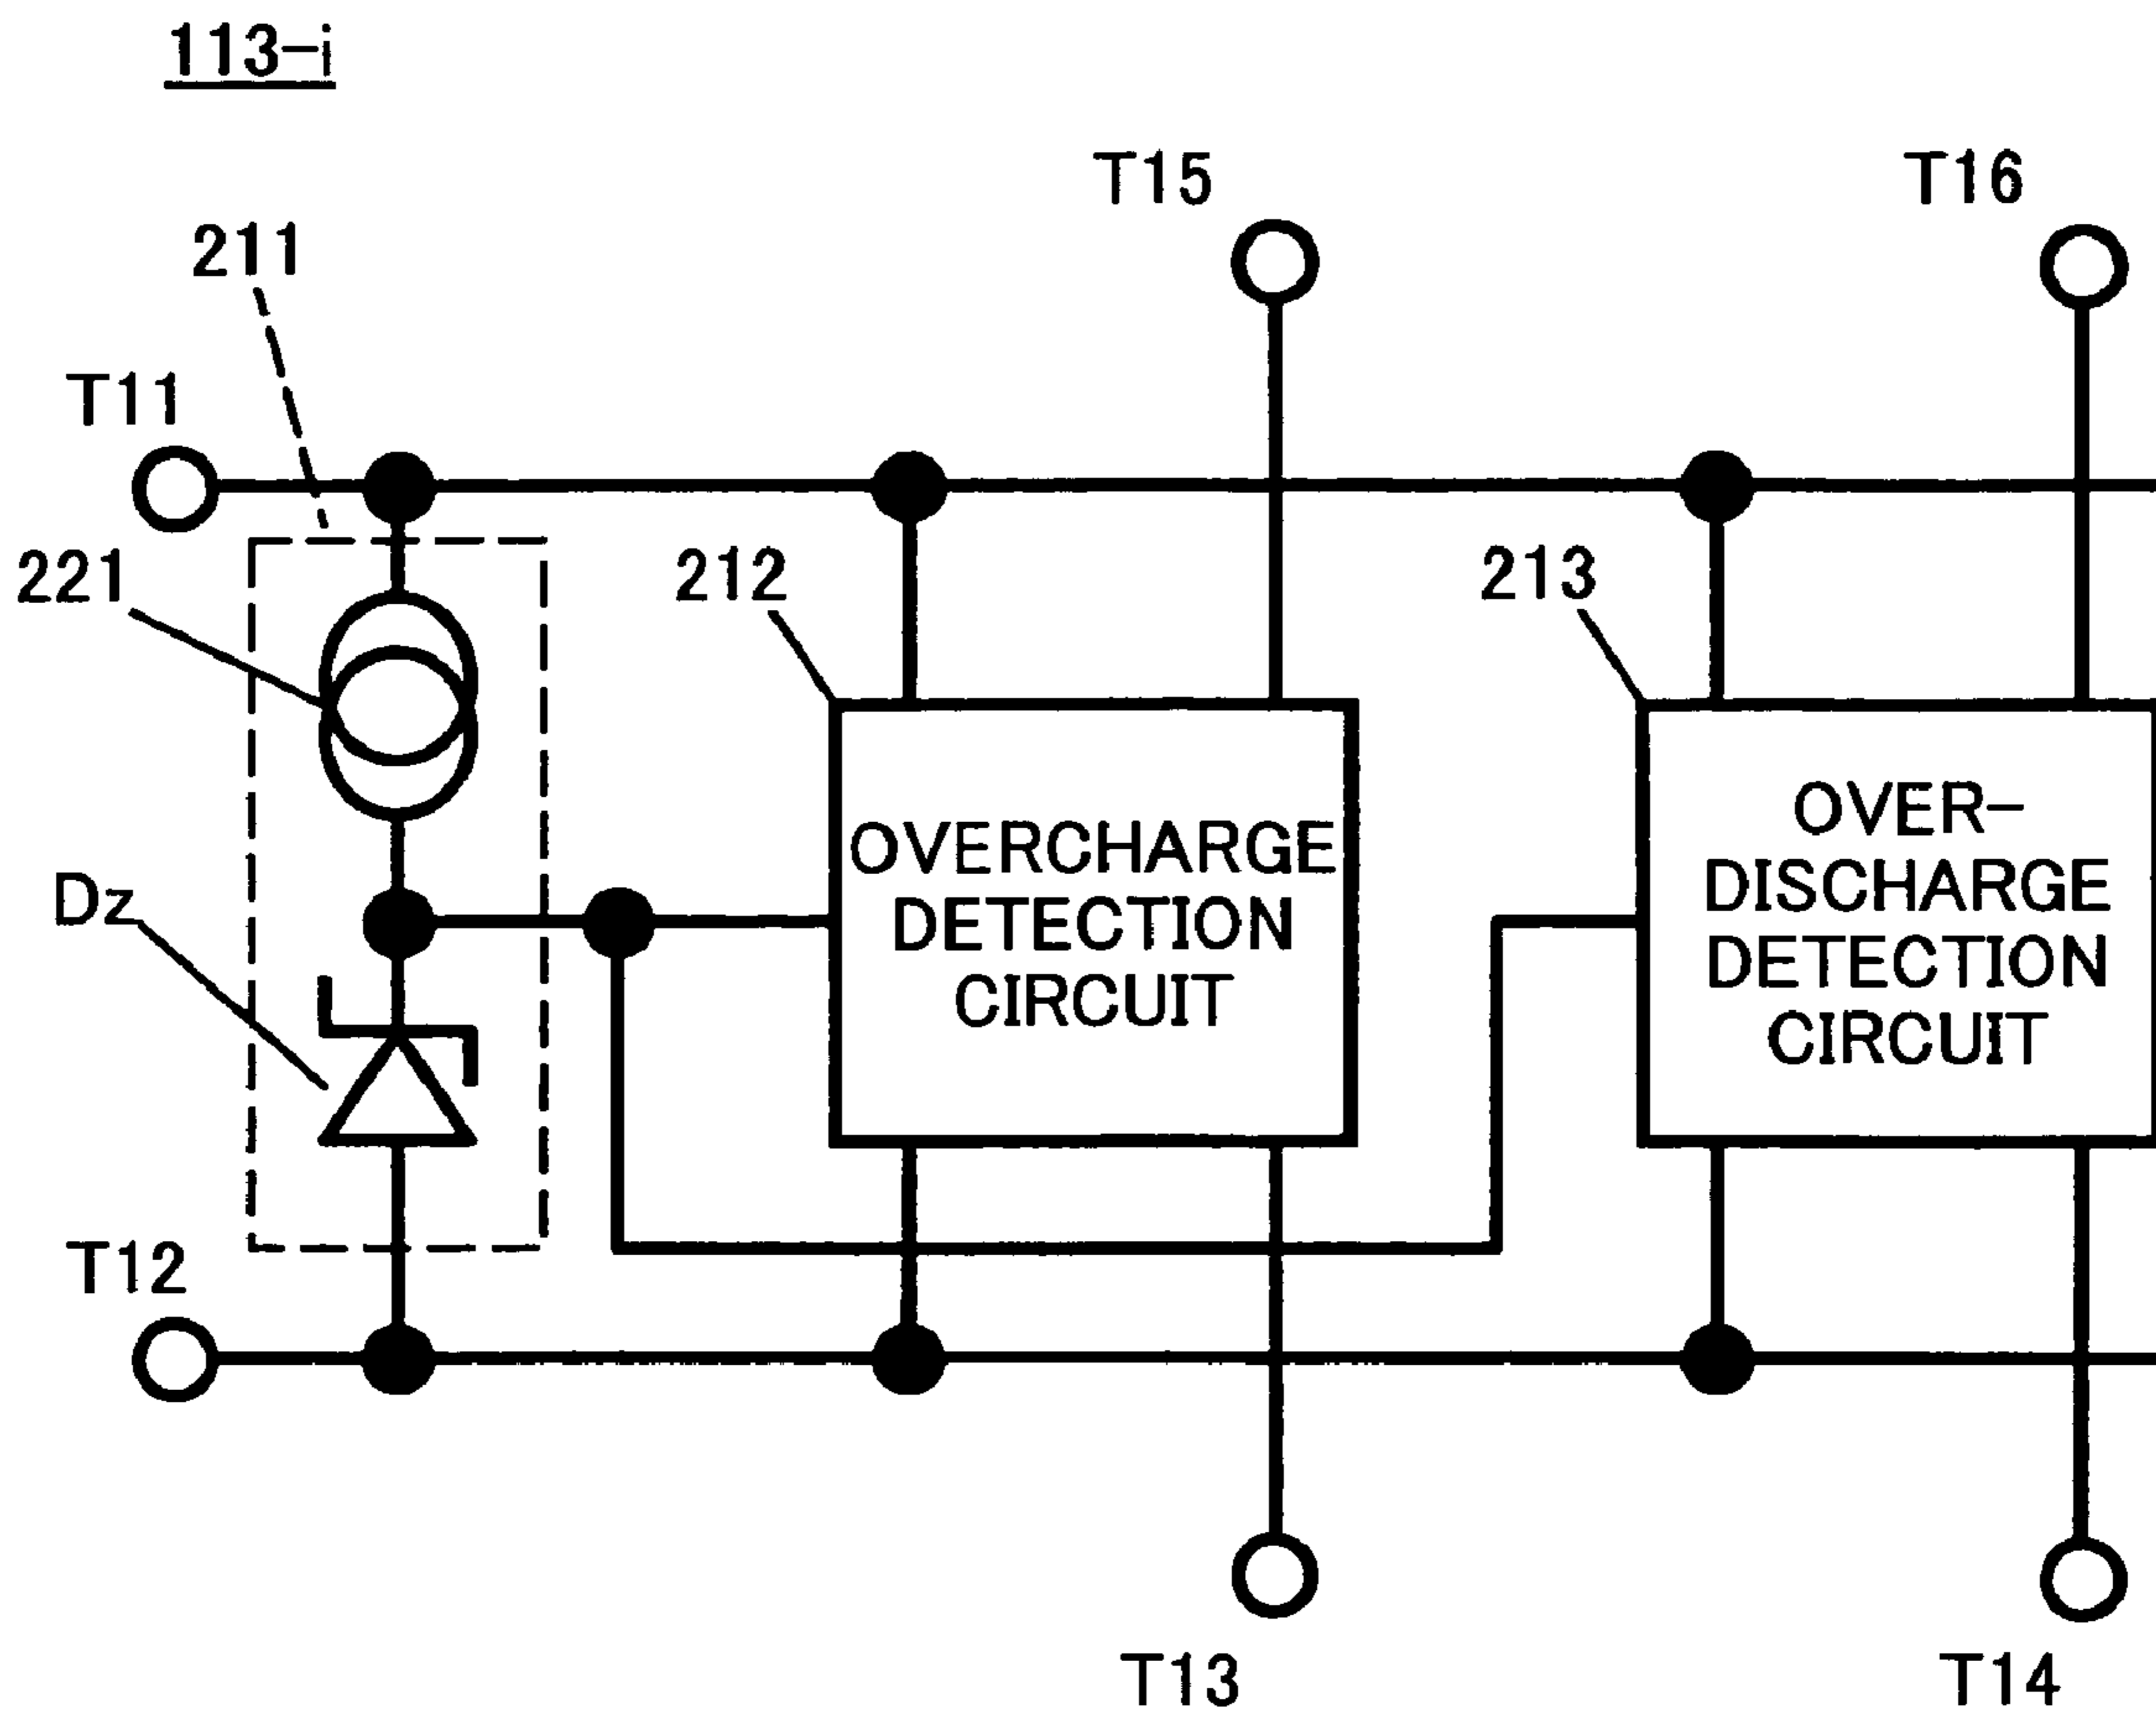 113-i
T15
T16
211
T11
221
212
213
OVERCHARGE
DETECTION
CIRCUIT
OVER-
DISCHARGE
DETECTION
CIRCUIT
Dz
T12
T13
T14